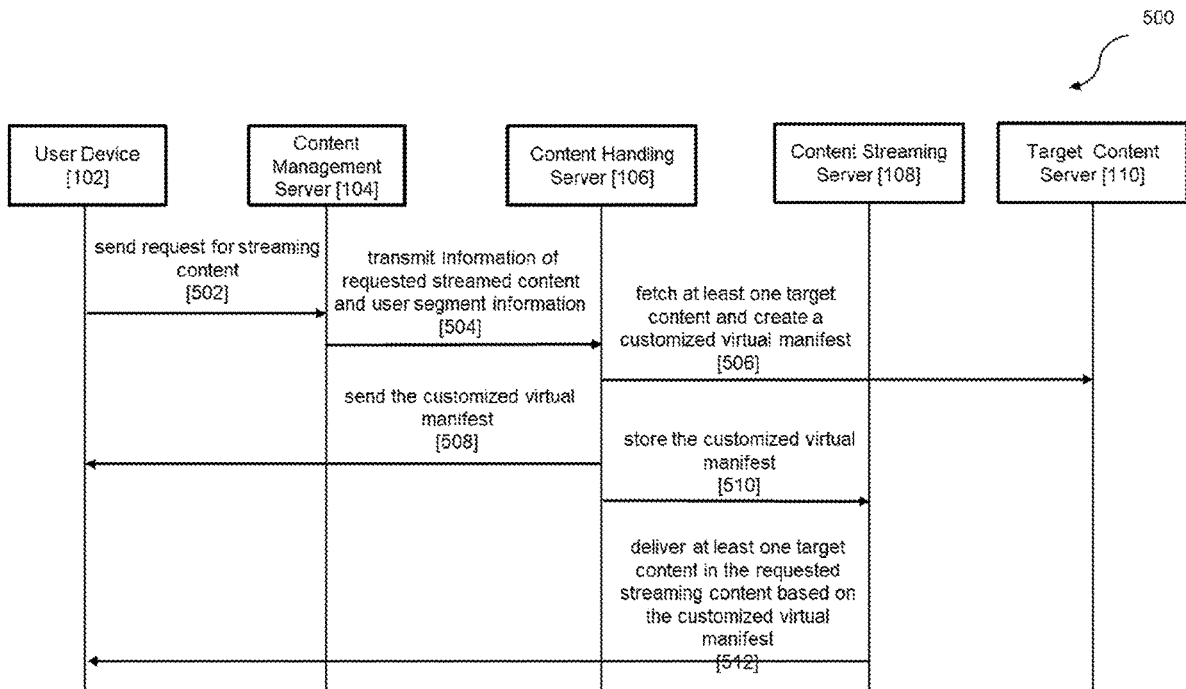 500
User Device
[102]
Content
Management
Server [104]
Content Handling
Server [106]
Content Streaming
Server [108]
Target Content
Server [110]
send request for streaming
content
[502]
transmit Information of
requested streamed content
and user segment information
[504]
fetch at least one target
content and create a
customized virtual manifest
[506]
send the customized virtual
manifest
[508]
store the customized virtual
manifest
[510]
deliver at least one target
content in the requested
streaming content based on
the customized virtual
manifest
[512]